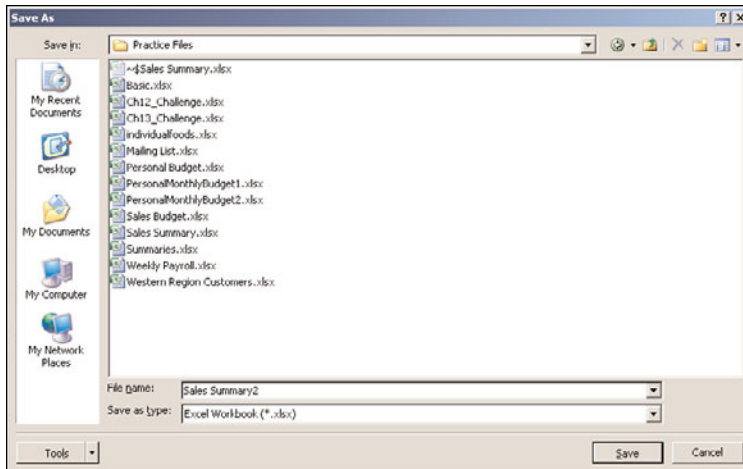 Save As
Save in:
Practice Files
My Recent
Documents
Desktop
My Documents
My Computer
My Network
Places
~$Sales Summary.xlsx
Basic.xlsx
Ch12_Challenge.xlsx
Ch13_Challenge.xlsx
individualfoods.xlsx
Mailing List.xlsx
Personal Budget.xlsx
PersonalMonthlyBudget1.xlsx
PersonalMonthlyBudget2.xlsx
Sales Budget.xlsx
Sales Summary.xlsx
Summaries.xlsx
Weekly Payroll.xlsx
Western Region Customers.xlsx
File name:
Sales Summary2
Save as type:
Excel Workbook (*.xlsx)
Tools
Save
Cancel